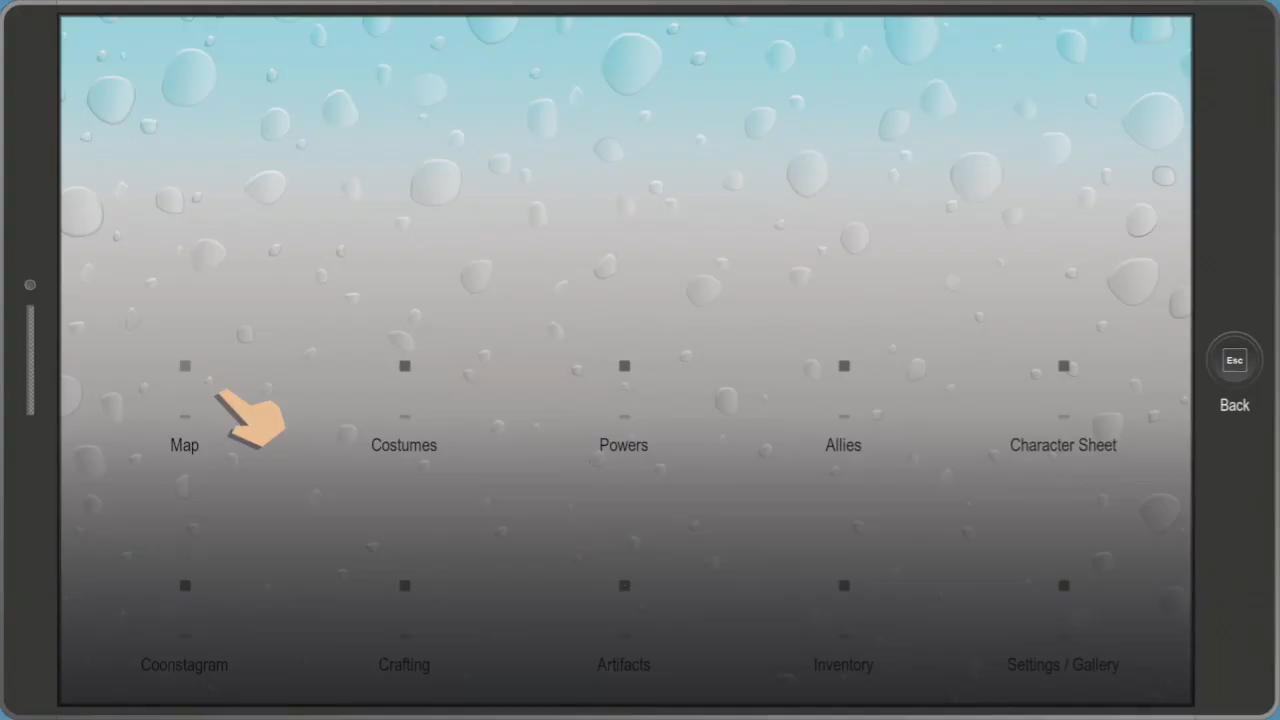 Esc
Back
Map
Costumes
Powers
Allies
Character Sheet
Coonstagram
Crafting
Artifacts
Inventory
Settings / Gallery